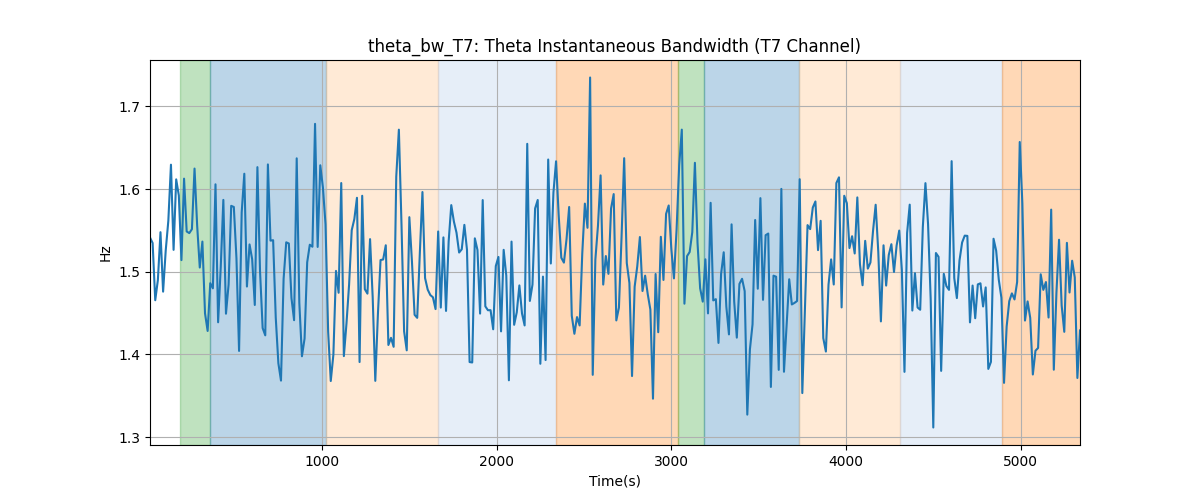 theta_bw_T7: Theta Instantaneous Bandwidth (T7 Channel)
Hz
1.7
1.6
1.5
1.4
1.3
1000 2000 3000 4000 5000
Time(s)